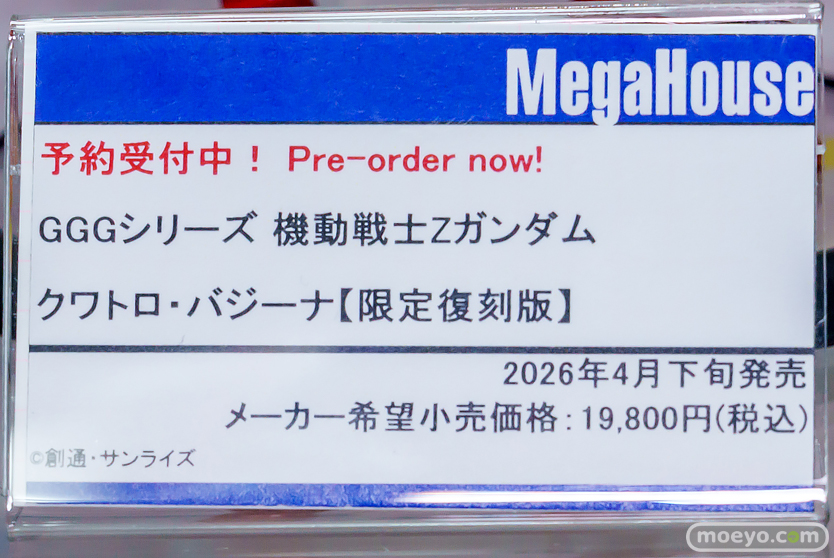 MegaHouse
予約受付中！ Pre-order now!
GGGシリーズ 機動戦士Zガンダム
クワトロ・バジーナ【限定復刻版】
2026年4月下旬発売
メーカー希望小売価格：19,800円(税込)
©創通・サンライズ
moeyo.com